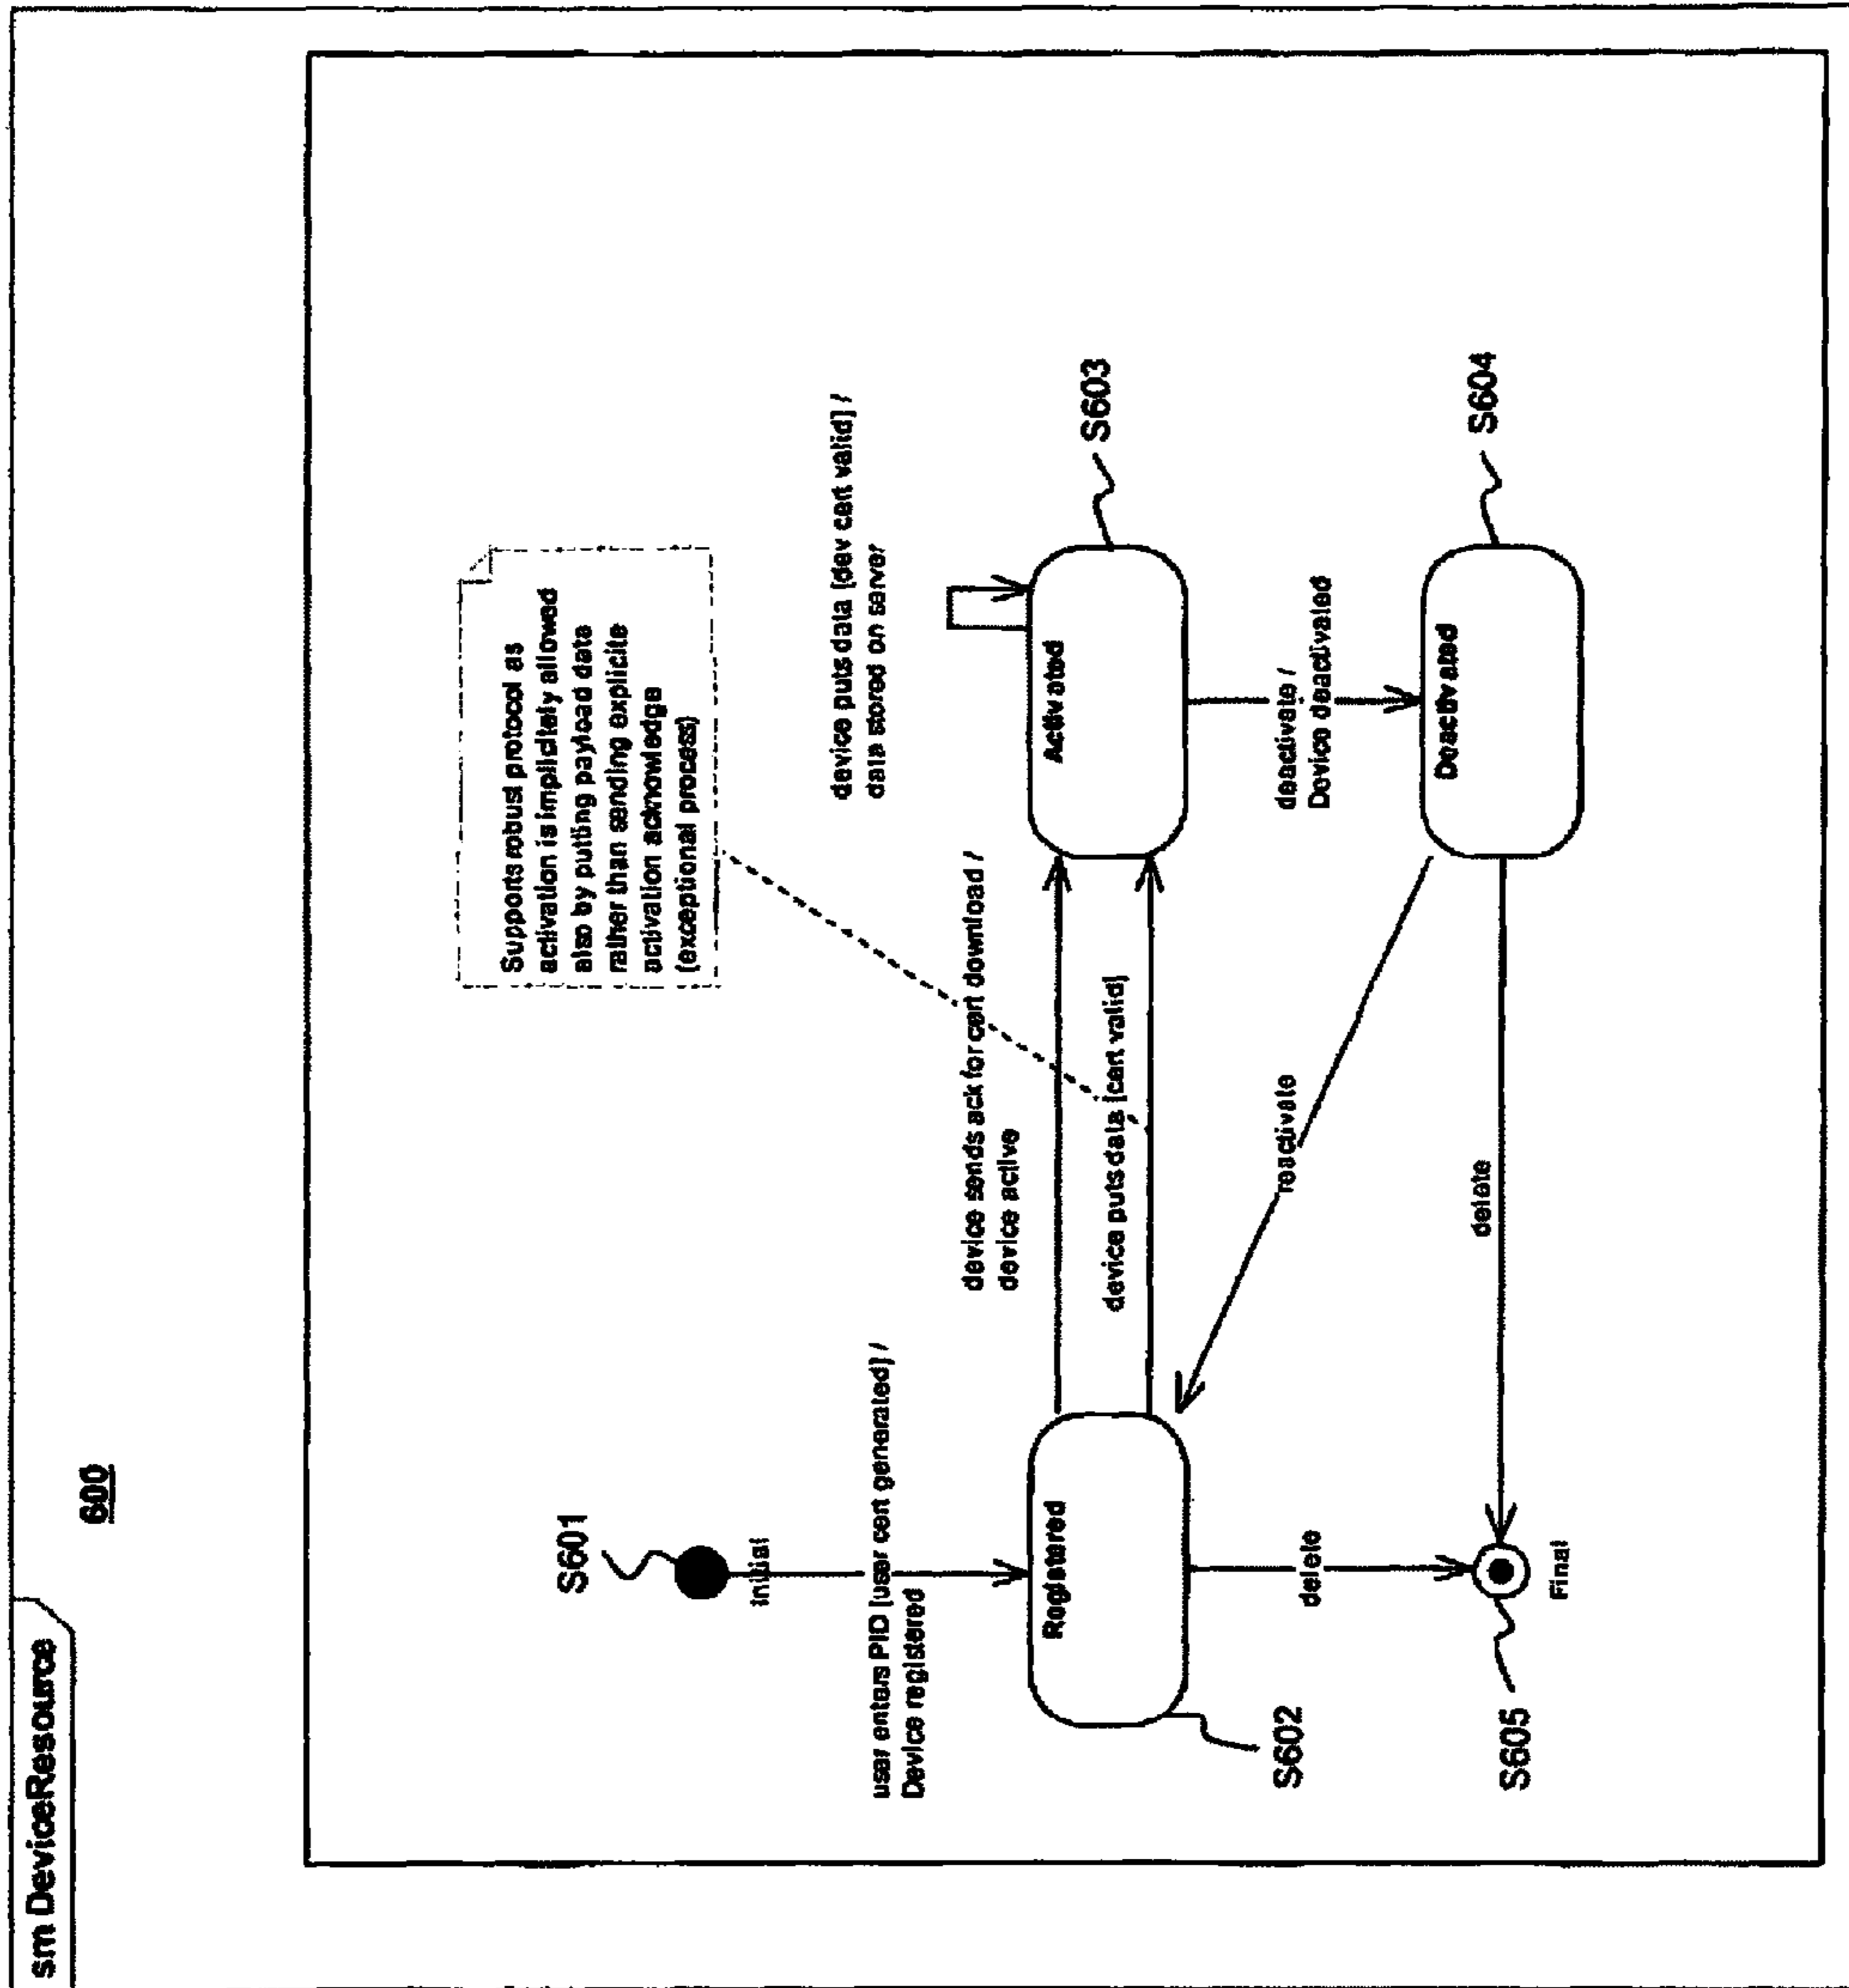 sm DeviceResource
600
S601
Initial
Supports robust protocol as
activation is implicitely allowed
also by putting payload data
rather than sending explicite
activation acknowledge
(exceptional process)
user enters PID [user cert generated] /
Device registered
device sends ack for cert download /
device active
device puts data [dev cert valid] /
data stored on server
Registered
device puts data [cert valid]
Activated
S603
S602
delete
reactivate
deactivate /
Device deactivated
Deactivated
S604
delete
S605
Final